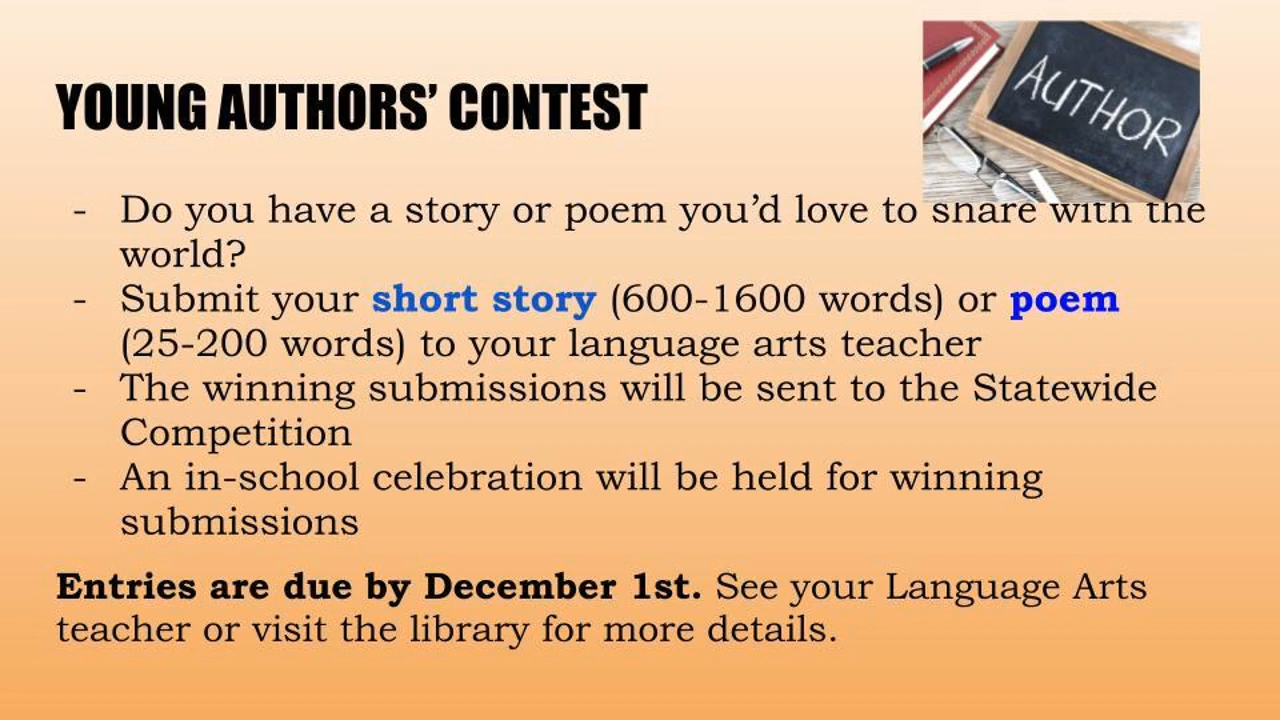 YOUNG AUTHORS’ CONTEST
AUTHOR
- Do you have a story or poem you’d love to share with the
world?
- Submit your short story (600-1600 words) or poem
(25-200 words) to your language arts teacher
- The winning submissions will be sent to the Statewide
Competition
- An in-school celebration will be held for winning
submissions
Entries are due by December 1st. See your Language Arts
teacher or visit the library for more details.